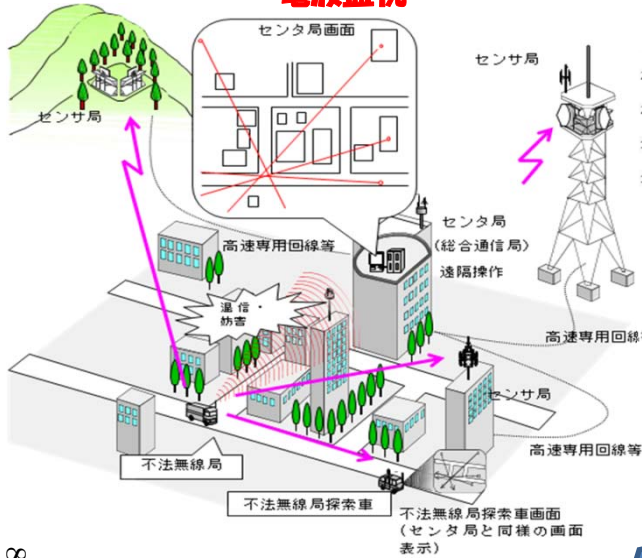 センタ局画面
センサ局
センサ局
センタ局
(総合通信局)
遠隔操作
高速専用回線等
混信・
妨害
高速専用回線等
センサ局
高速専用回線等
不法無線局
不法無線局探索車
不法無線局探索車画面
(センタ局と同様の画面
表示)
∞